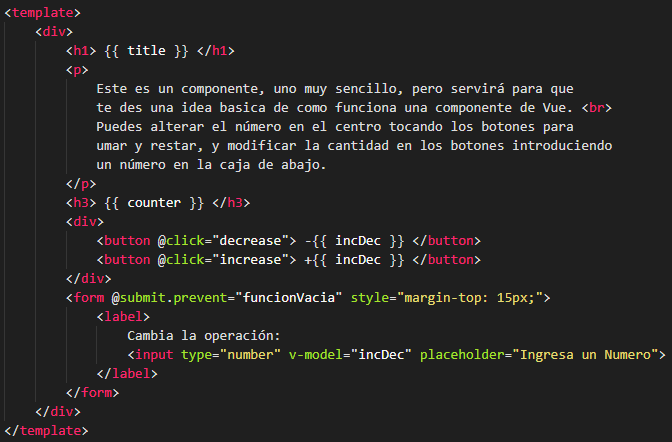 <template>
<div>
<h1> {{ title }} </h1>
<p>
Este es un componente, uno muy sencillo, pero servirá para que
te des una idea basica de como funciona una componente de Vue. <br>
Puedes alterar el número en el centro tocando los botones para
umar y restar, y modificar la cantidad en los botones introduciendo
un número en la caja de abajo.
</p>
<h3> {{ counter }} </h3>
<div>
<button @click="decrease"> -{{ incDec }} </button>
<button @click="increase"> +{{ incDec }} </button>
</div>
<form @submit.prevent="funcionVacia" style="margin-top: 15px;">
<label>
Cambia la operación:
<input type="number" v-model="incDec" placeholder="Ingresa un Numero">
</label>
</form>
</div>
</template>